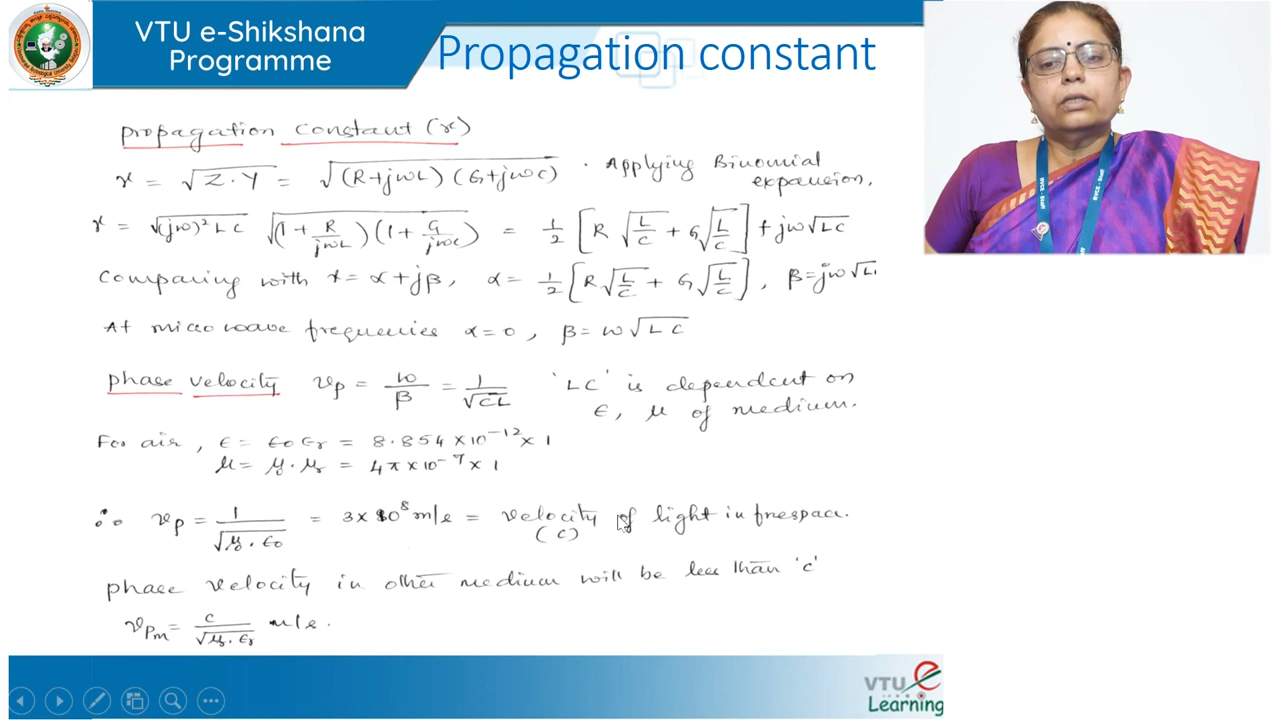 VTU e-Shikshana
Programme
Propagation constant
propagation constant (γ)
γ = √Z.Y = √(R+jωL)(G+jωC) . Applying Binomial
expansion.
γ = √(jω)² LC √(1 + R/jωL)(1 + G/jωC) = 1/2 [R √L/C + G√L/C] + jω√LC
comparing with γ = α+jβ, α = 1/2 [R√L/C + G√L/C], β=jω√L
At microwave frequencies α=0, β=ω√LC
phase velocity vp = ω/β = 1/√CL 'LC' is dependent on
ε, μ of medium.
For air, ε = ε0 εr = 8.854 × 10⁻¹² × 1
μ = μ. μr = 4π×10⁻⁷ × 1
∴ vp = 1/√μ. ε0 = 3× 10⁸ m/s = velocity of light in freespace.
(c)
phase velocity in other medium will be less than 'c'
vpm = c/√μr. εr m/s.
VTU e
Learning